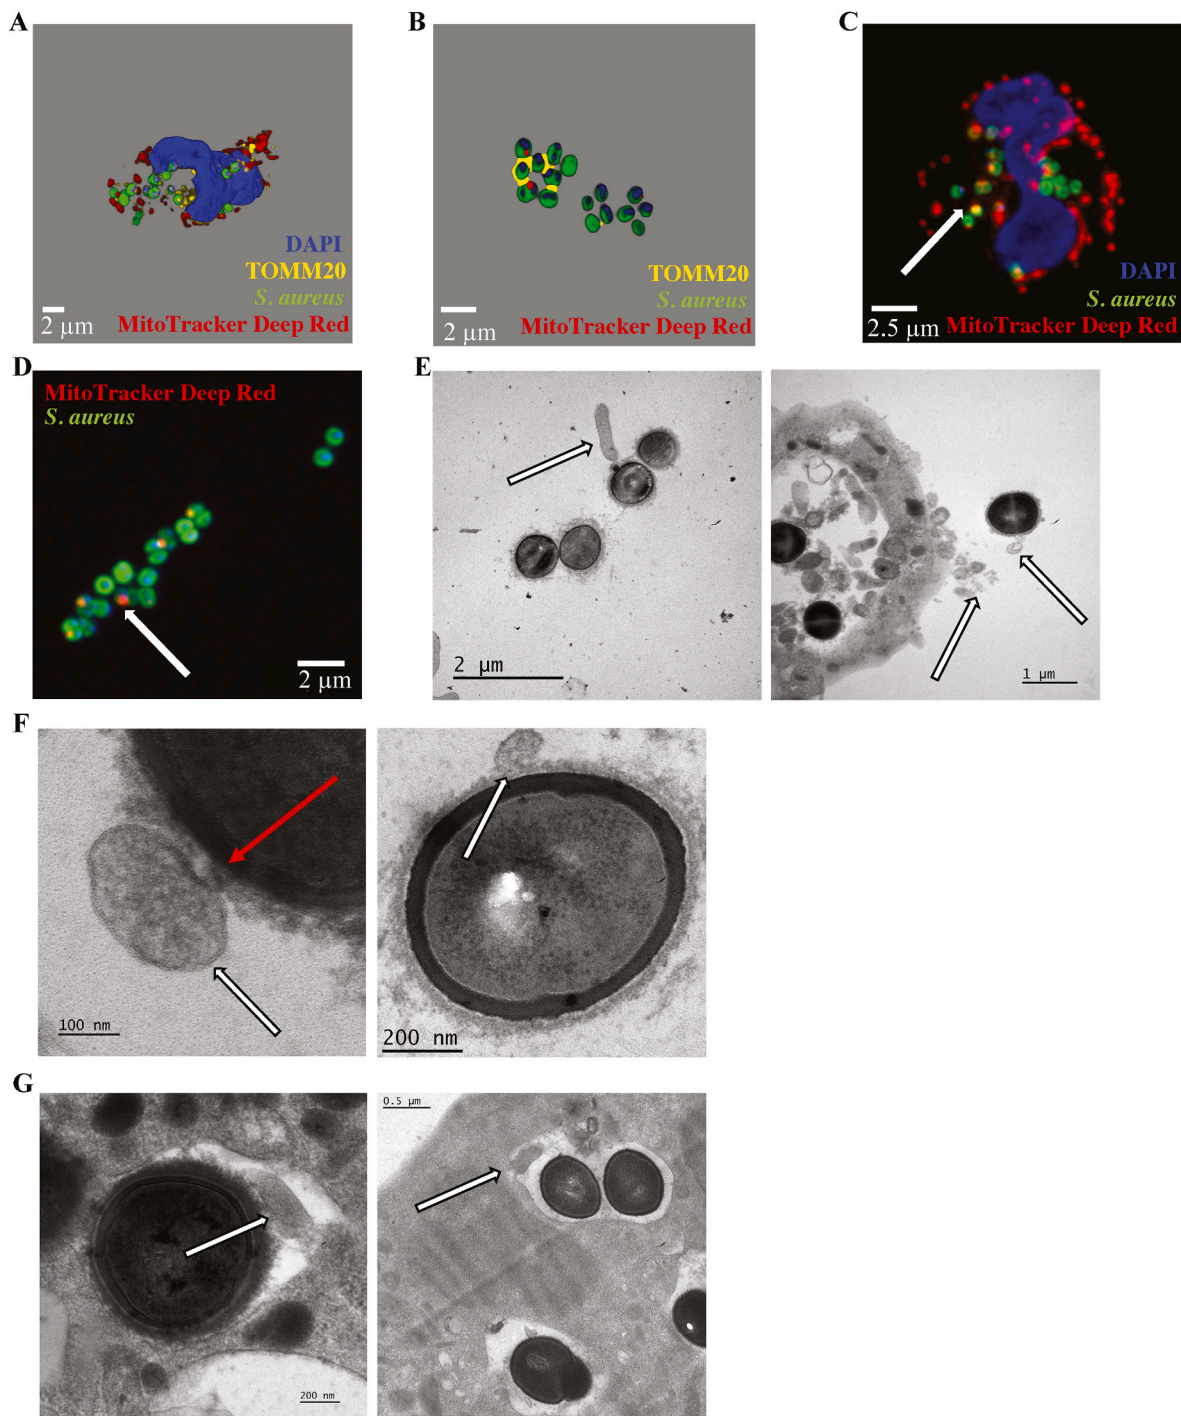 A
DAPI
TOMM20
S. aureus
2 µm
MitoTracker Deep Red
B
TOMM20
S. aureus
2 µm
MitoTracker Deep Red
C
DAPI
S. aureus
2.5 µm
MitoTracker Deep Red
D
MitoTracker Deep Red
S. aureus
2 µm
E
2 µm
1 µm
F
100 nm
200 nm
G
200 nm
0.5 µm